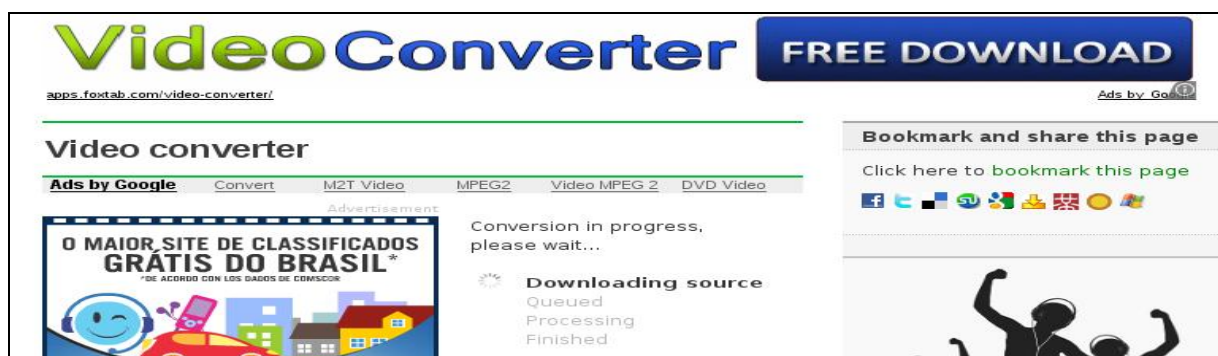 VideoConverter
FREE DOWNLOAD
apps.foxtab.com/video-converter/
Ads by Google
Video converter
Ads by Google Convert M2T Video MPEG2 Video MPEG 2 DVD Video
Advertisement
O MAIOR SITE DE CLASSIFICADOS
GRÁTIS DO BRASIL*
*DE ACORDO CON LOS DADOS DE COMSCOR
Conversion in progress,
please wait...
Downloading source
Queued
Processing
Finished
Bookmark and share this page
Click here to bookmark this page